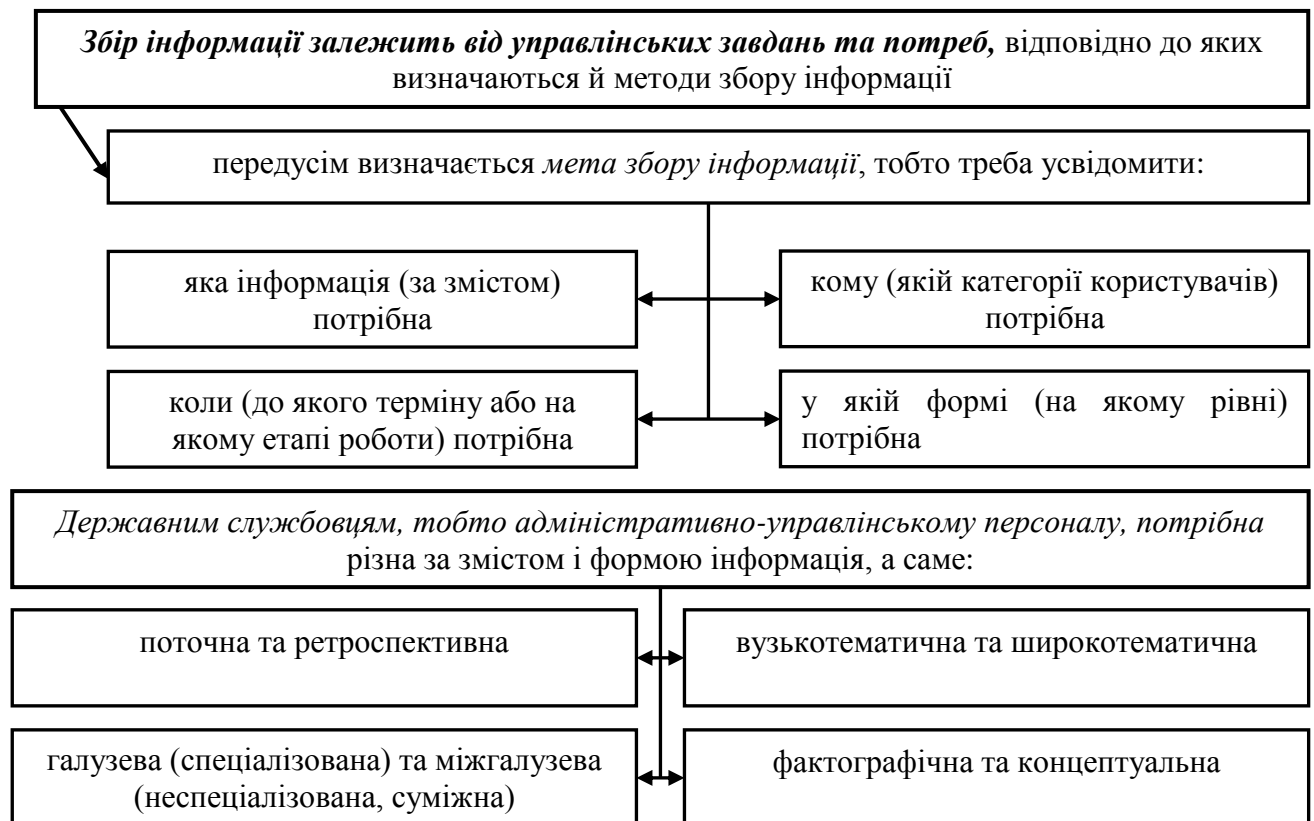 Збір інформації залежить від управлінських завдань та потреб, відповідно до яких
визначаються й методи збору інформації
передусім визначається мета збору інформації, тобто треба усвідомити:
яка інформація (за змістом)
потрібна
кому (якій категорії користувачів)
потрібна
коли (до якого терміну або на
якому етапі роботи) потрібна
у якій формі (на якому рівні)
потрібна
Державним службовцям, тобто адміністративно-управлінському персоналу, потрібна
різна за змістом і формою інформація, а саме:
поточна та ретроспективна
вузькотематична та широкотематична
галузева (спеціалізована) та міжгалузева
(неспеціалізована, суміжна)
фактографічна та концептуальна